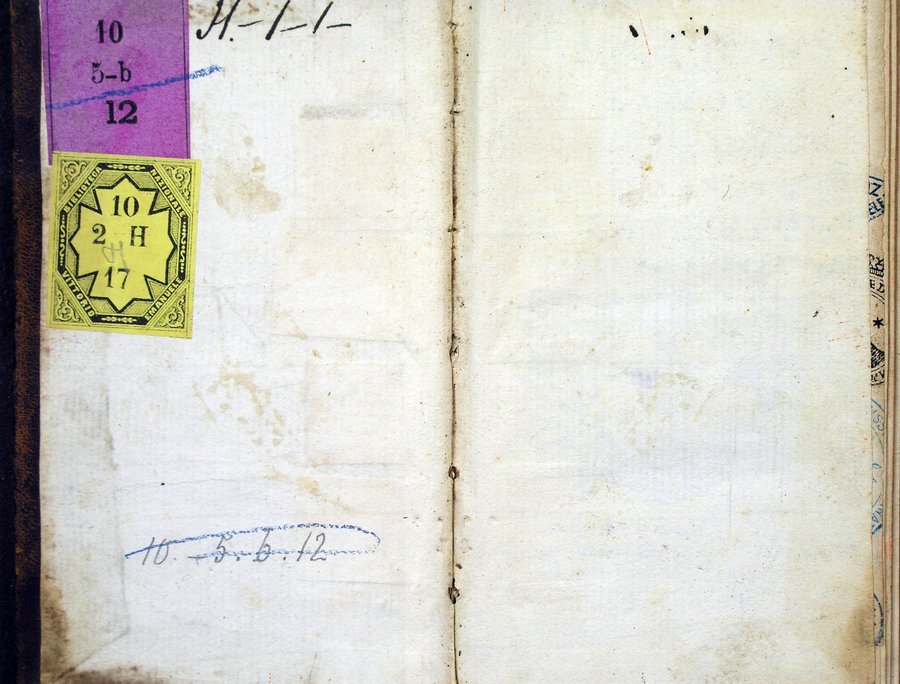 H.-1-1-
10
5-b
12
BIBLIOTECA NAZIONALE
10
2 H
17
VITTORIO EMANUELE
10.-5.b.12